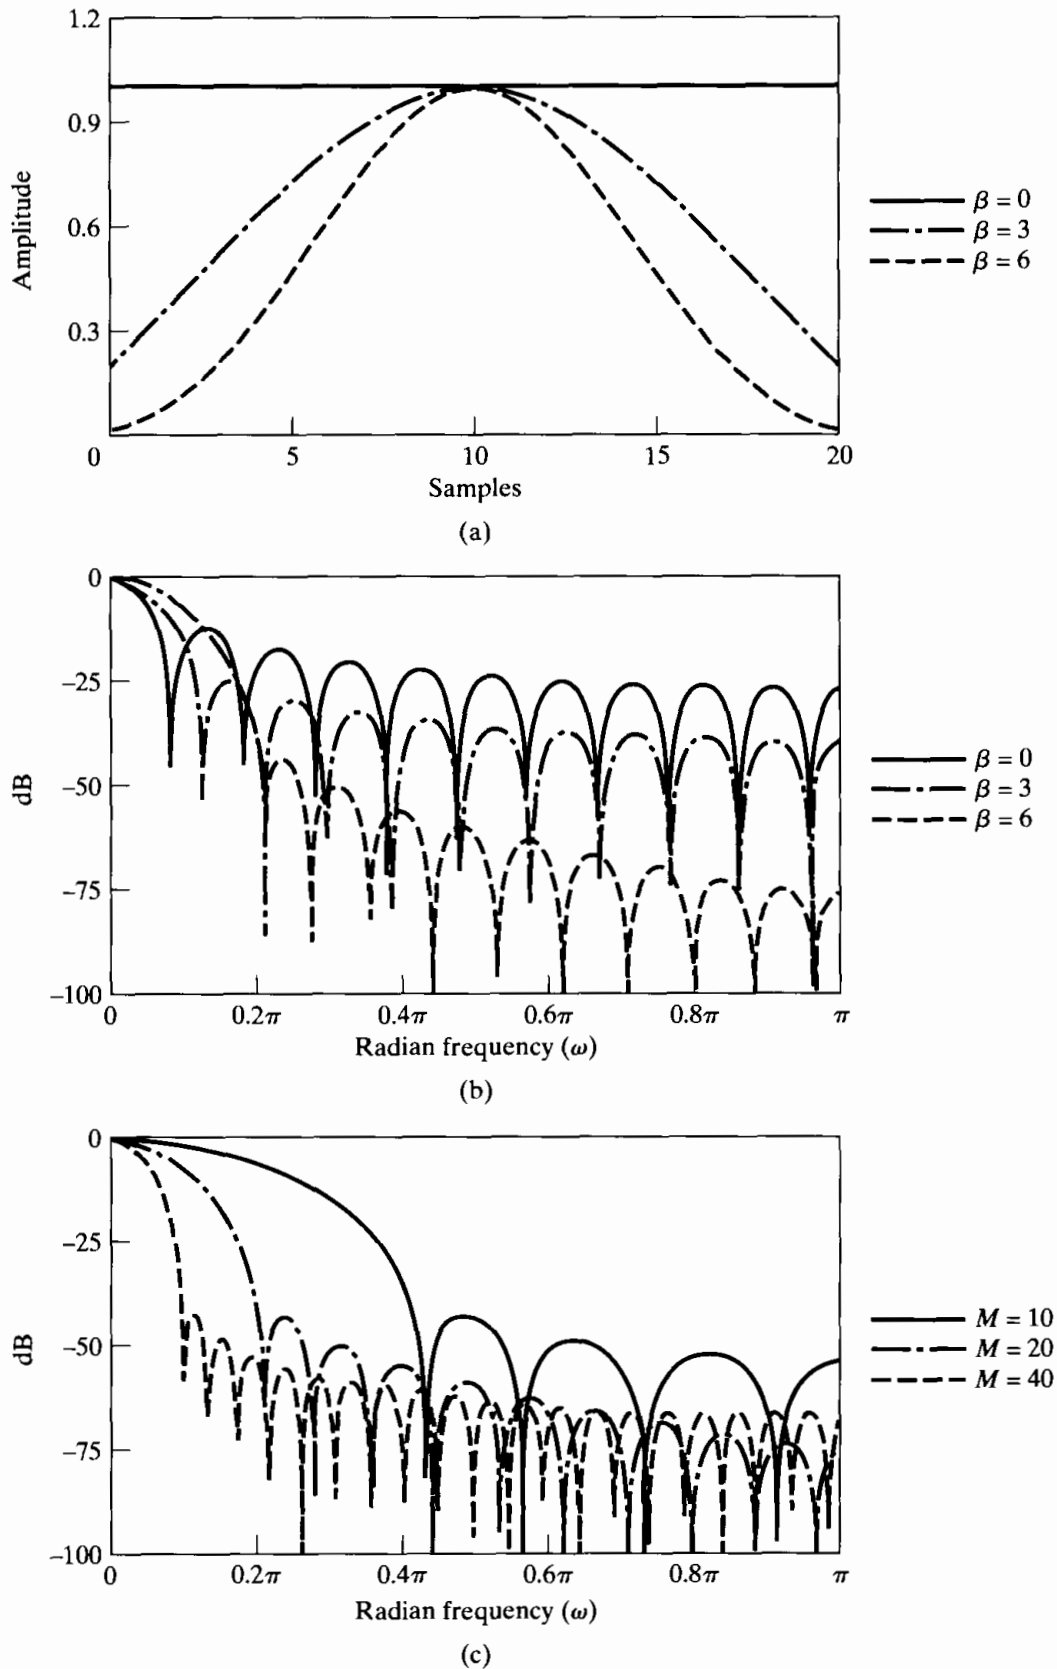 1.2
0.9
0.6
0.3
0
5
10
15
20
Amplitude
Samples
β = 0
β = 3
β = 6
(a)
0
−25
−50
−75
−100
dB
0
0.2π
0.4π
0.6π
0.8π
π
Radian frequency (ω)
β = 0
β = 3
β = 6
(b)
0
−25
−50
−75
−100
dB
0
0.2π
0.4π
0.6π
0.8π
π
Radian frequency (ω)
M = 10
M = 20
M = 40
(c)